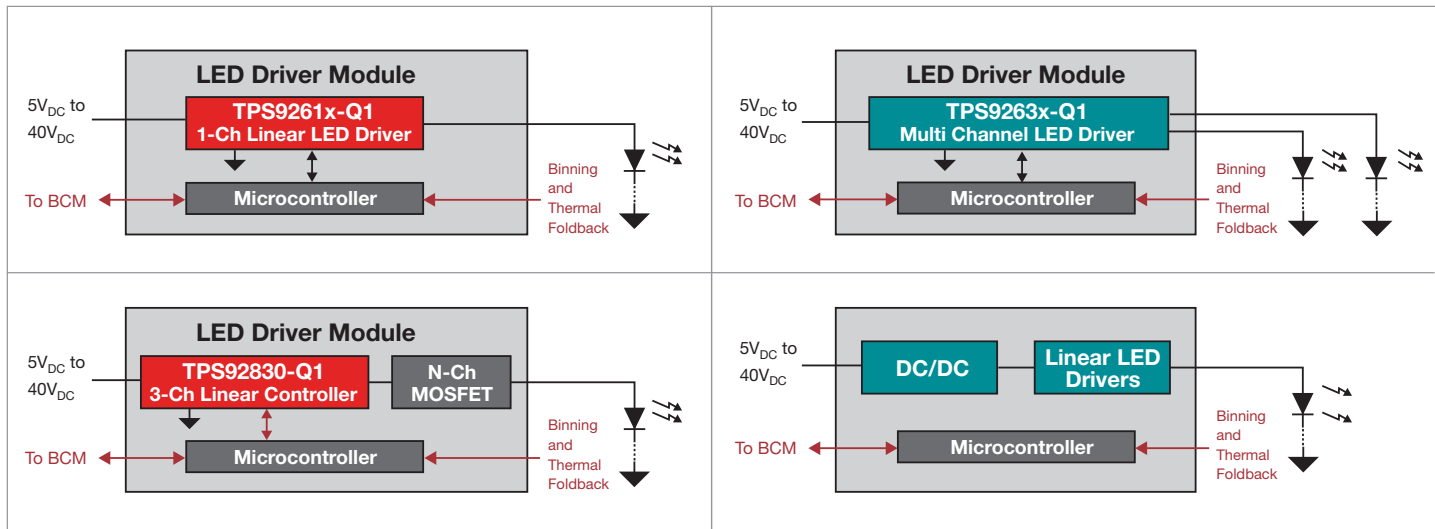 LED Driver Module
5VDC to
40VDC
TPS9261x-Q1
1-Ch Linear LED Driver
Microcontroller
To BCM
Binning
and
Thermal
Foldback
LED Driver Module
5VDC to
40VDC
TPS9263x-Q1
Multi Channel LED Driver
Microcontroller
To BCM
Binning
and
Thermal
Foldback
LED Driver Module
5VDC to
40VDC
TPS92830-Q1
3-Ch Linear Controller
N-Ch
MOSFET
Microcontroller
To BCM
Binning
and
Thermal
Foldback
LED Driver Module
5VDC to
40VDC
DC/DC
Linear LED
Drivers
Microcontroller
To BCM
Binning
and
Thermal
Foldback